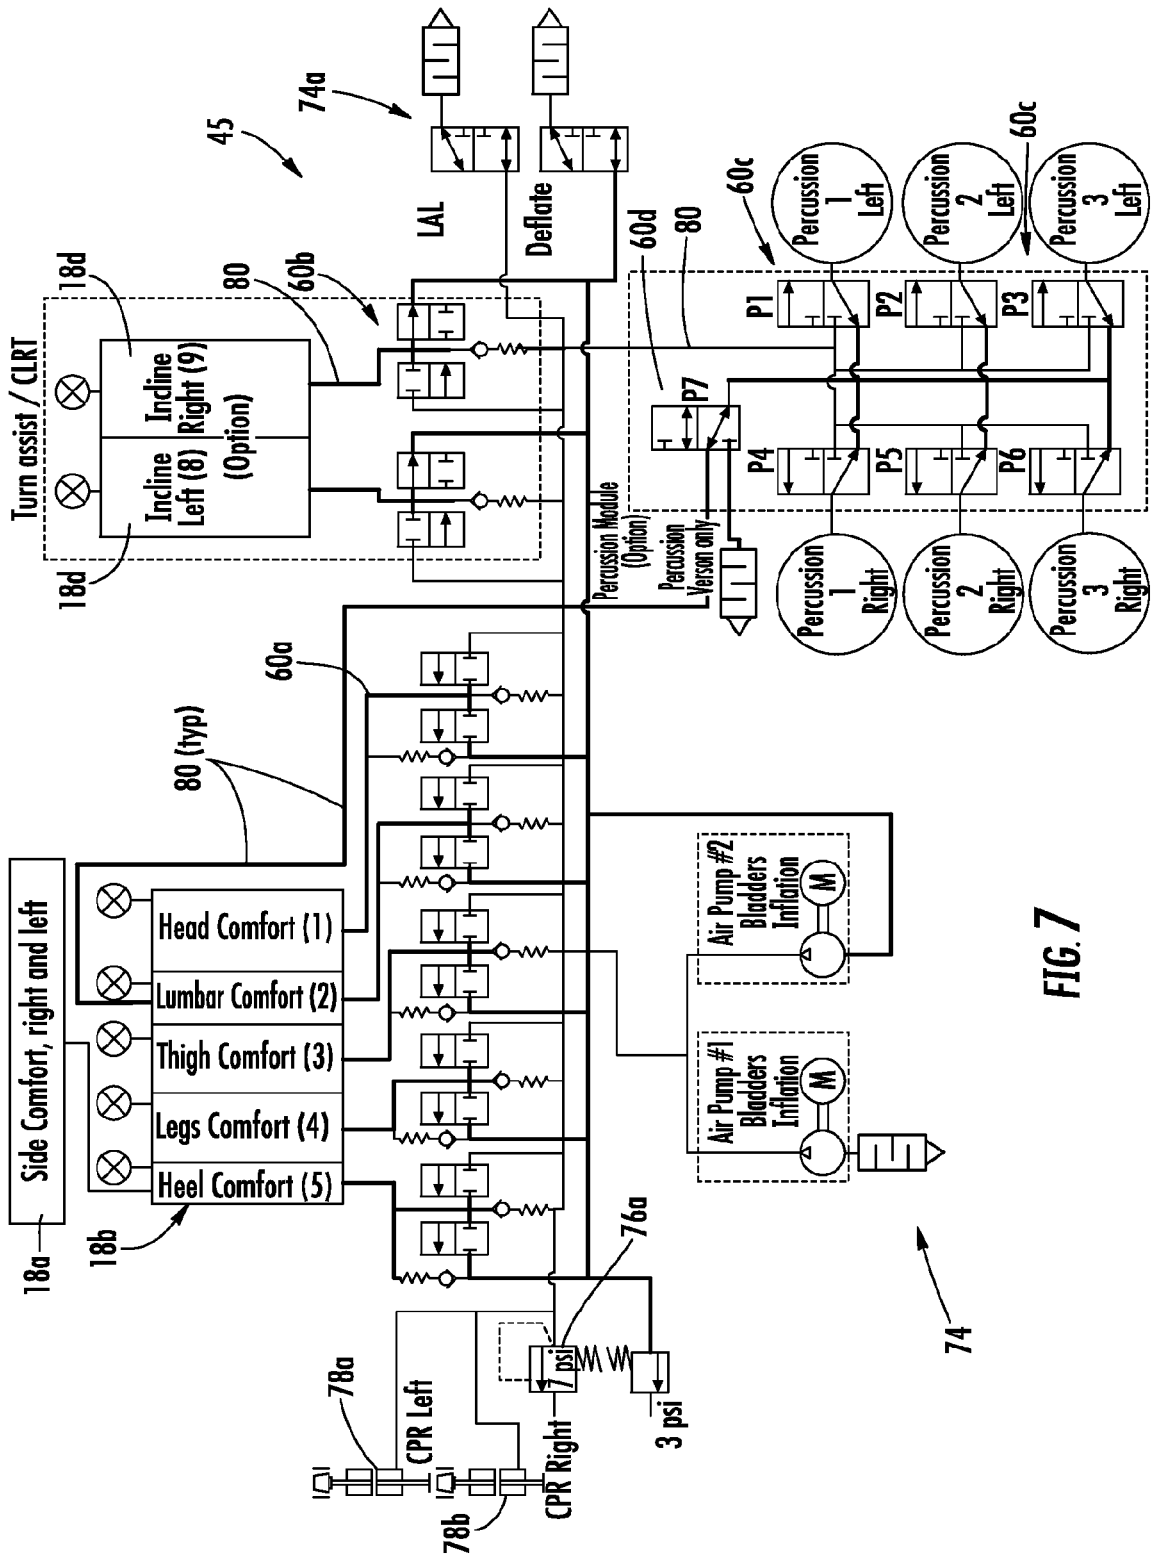 Side Comfort, right and left
18a
18b
Head Comfort (1)
Lumbar Comfort (2)
Thigh Comfort (3)
Legs Comfort (4)
Heel Comfort (5)
80 (typ)
60a
Turn assist / CLRT
18d
18d
Incline
Left (8)
Incline
Right (9)
(Option)
80
60b
45
74a
LAL
Deflate
78a
CPR Left
78b
CPR Right
7 psi
76a
3 psi
Percussion Module
(Option)
Percussion
Verson only)
60d
80
60c
60c
P7
P1
P2
P3
P4
P5
P6
Percussion
1
Left
Percussion
2
Left
Percussion
3
Left
Percussion
1
Right
Percussion
2
Right
Percussion
3
Right
Air Pump #1
Bladders
Inflation
M
Air Pump #2
Bladders
Inflation
M
74
FIG. 7